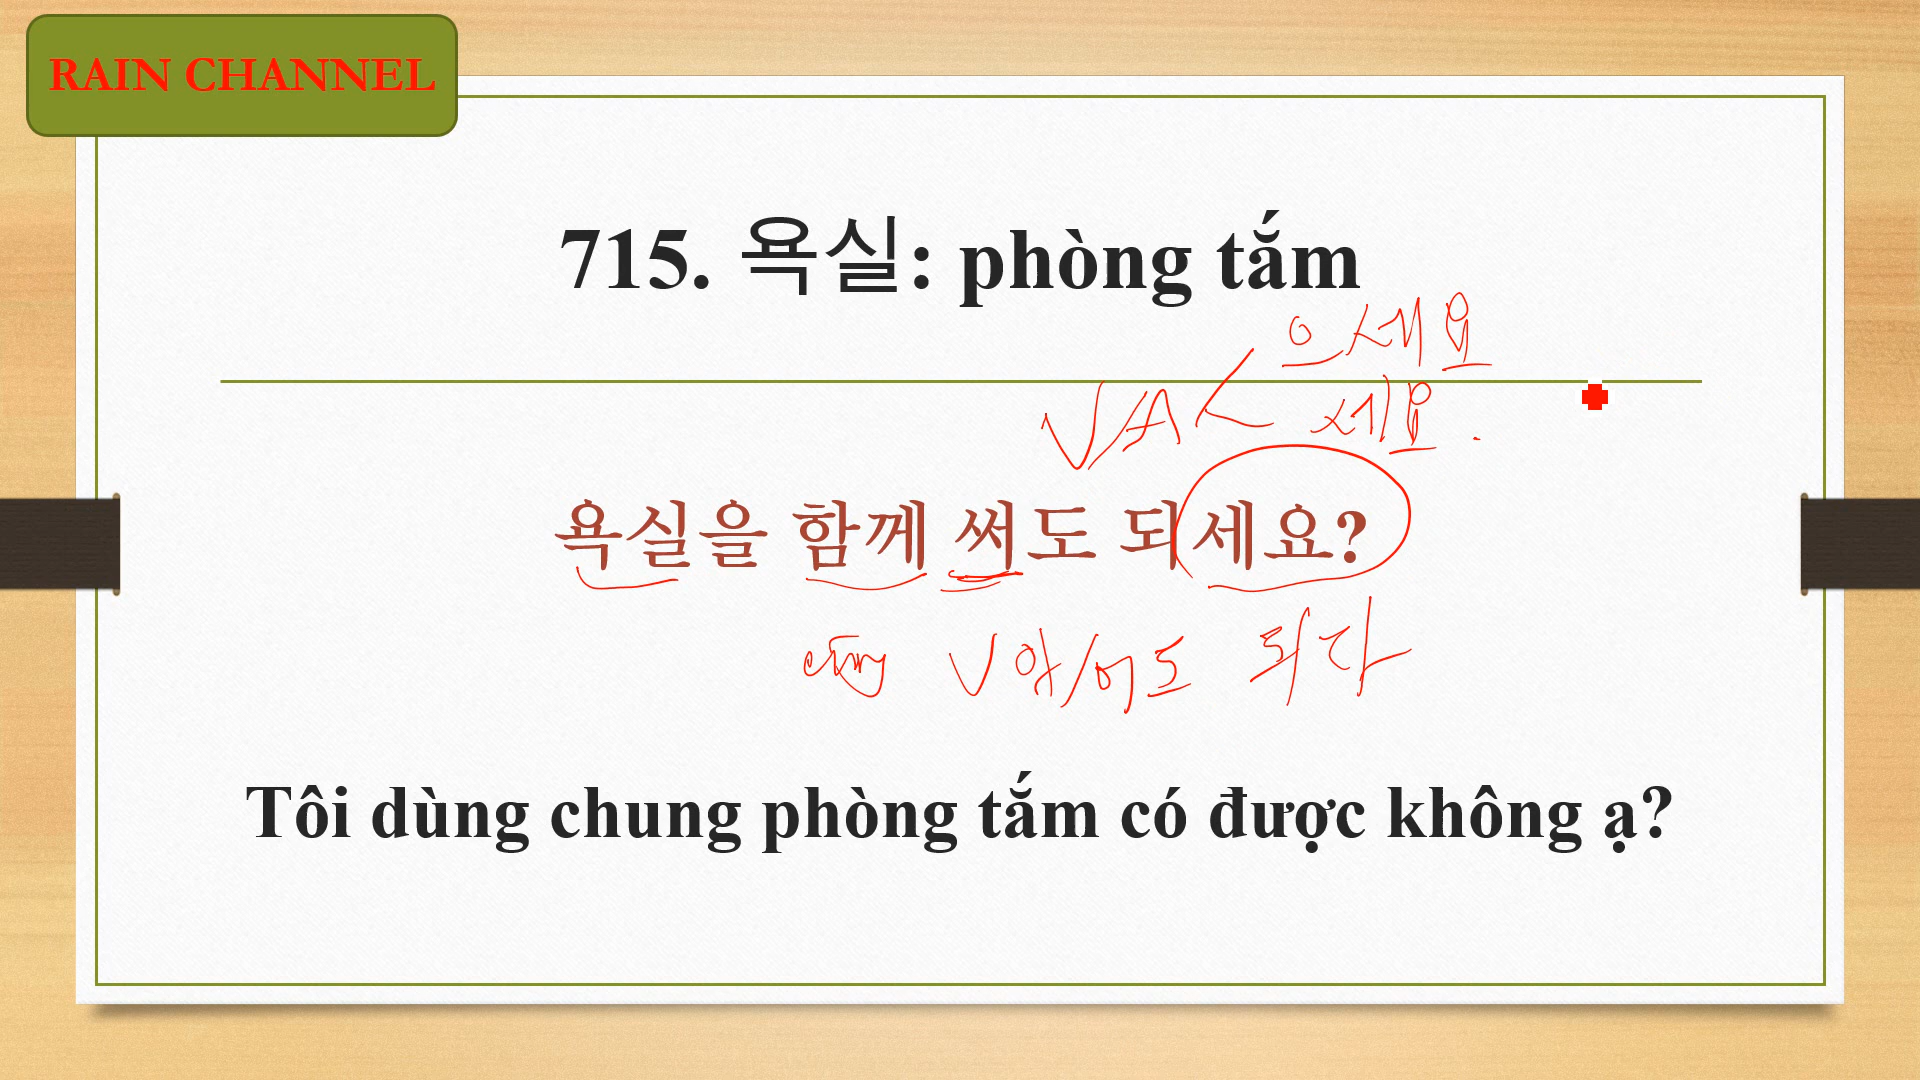 RAIN CHANNEL
715. 욕실: phòng tắm
으세요
VA < 세요.
욕실을 함께 써도 되세요?
V 아/어도 되다
Tôi dùng chung phòng tắm có được không ạ?